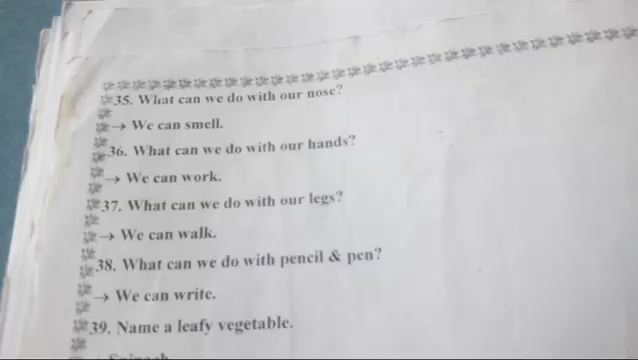 35. What can we do with our nose?
→ We can smell.
36. What can we do with our hands?
→ We can work.
37. What can we do with our legs?
→ We can walk.
38. What can we do with pencil & pen?
→ We can write.
39. Name a leafy vegetable.
Spinach